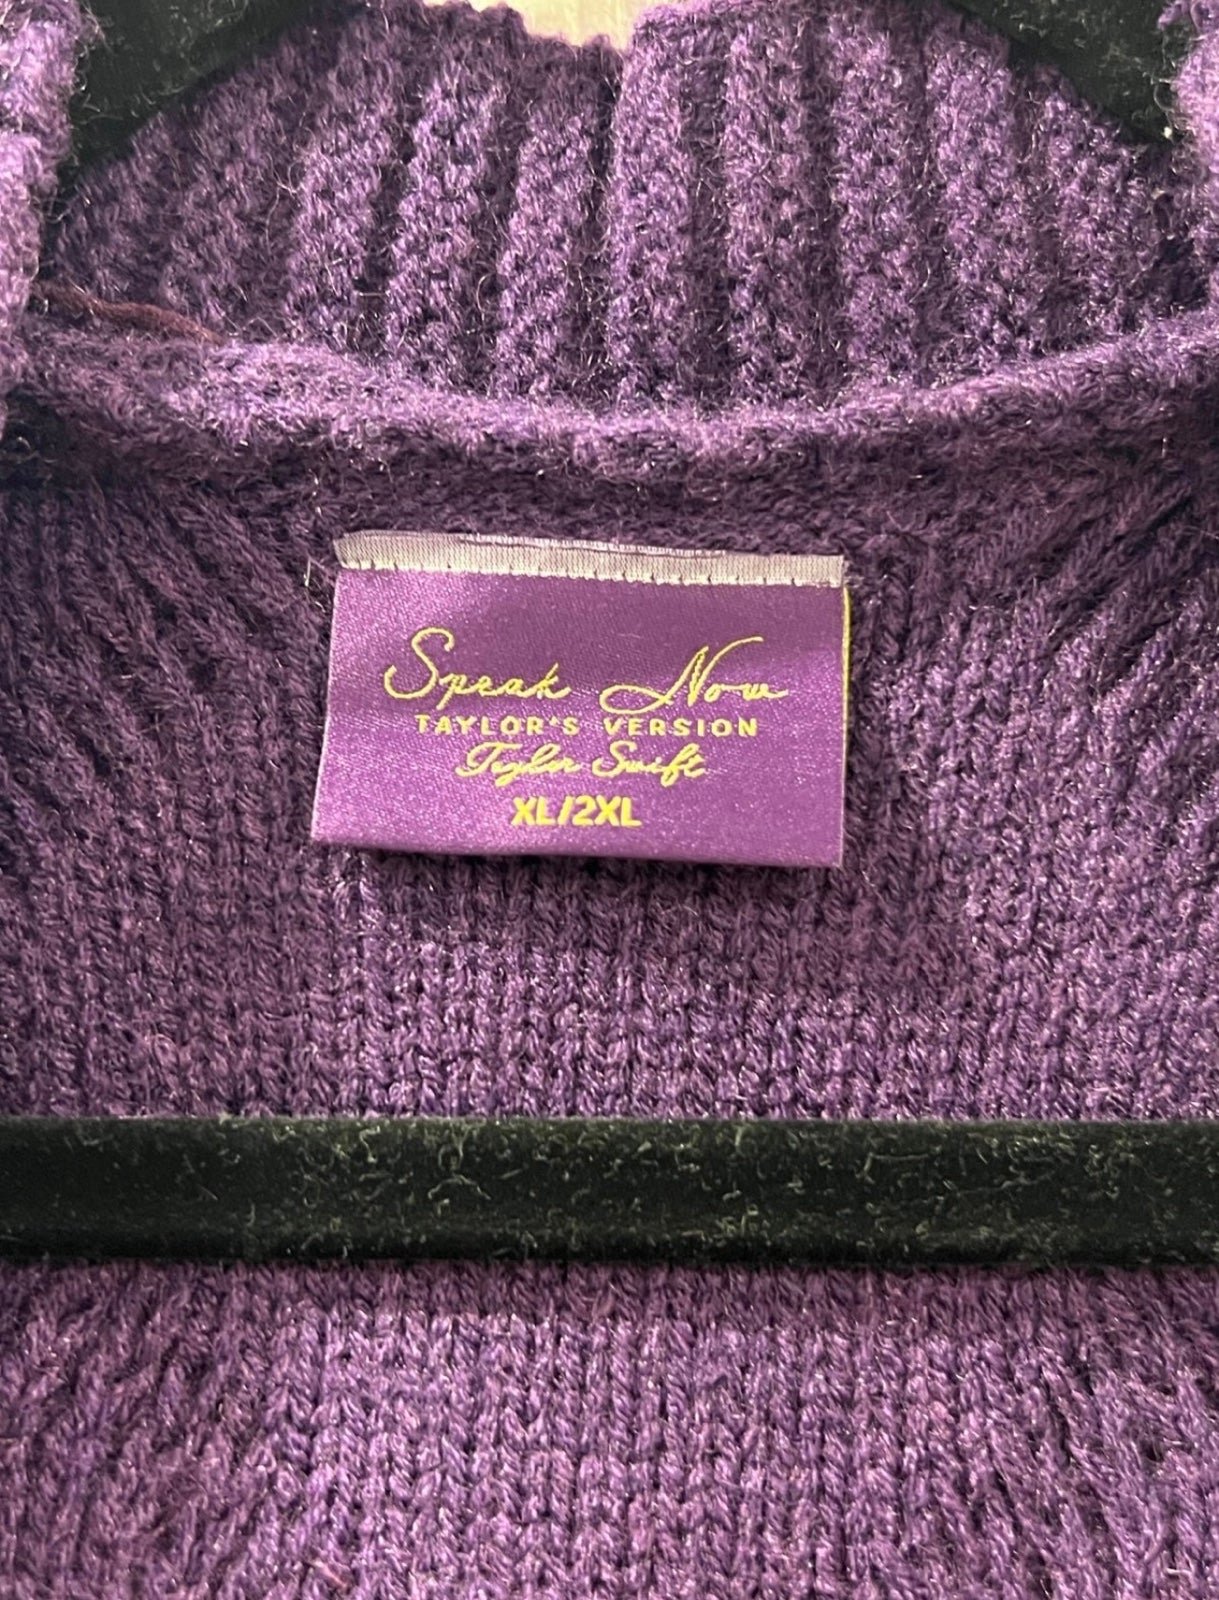 Speak Now
TAYLOR'S VERSION
Taylor Swift
XL/2XL